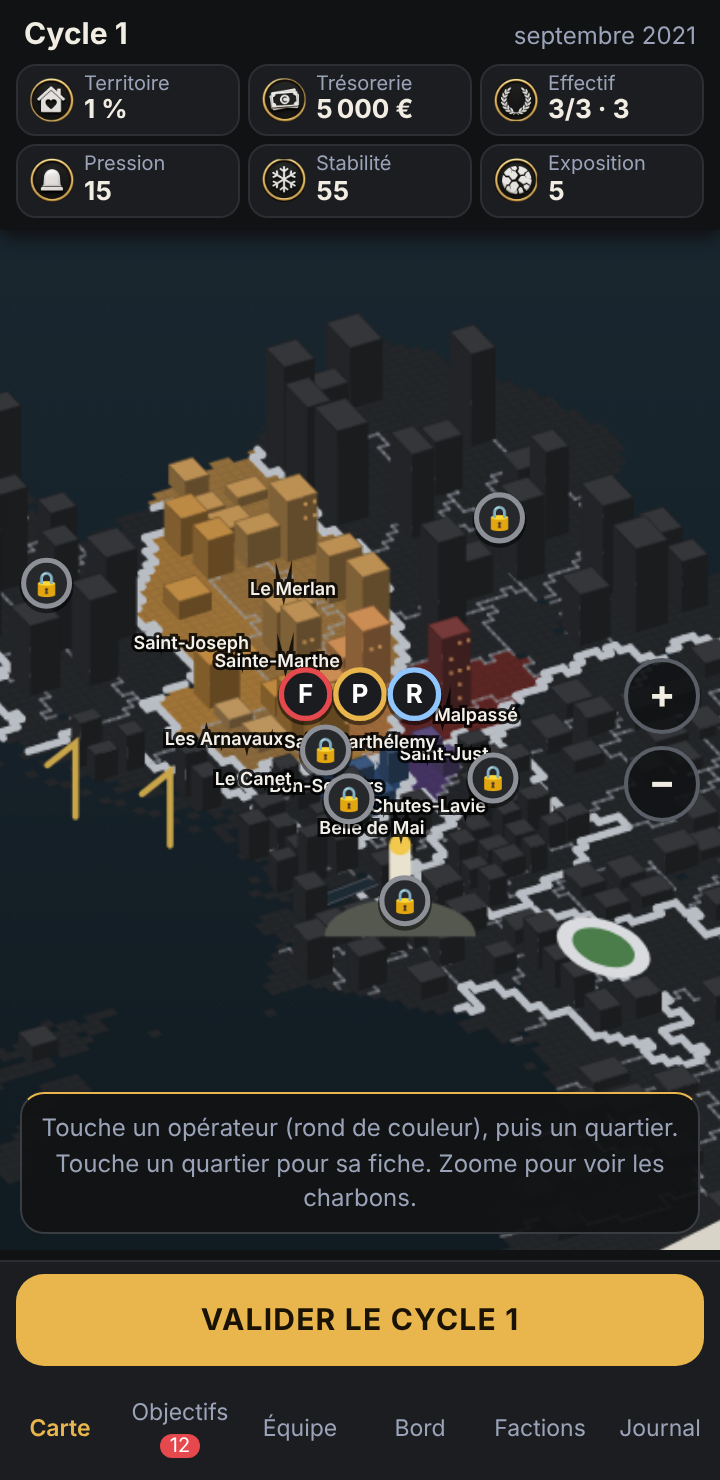 Cycle 1
septembre 2021
Territoire
1 %
Trésorerie
5 000 €
Effectif
3/3 · 3
Pression
15
Stabilité
55
Exposition
5
Le Merlan
Saint-Joseph
Sainte-Marthe
F P R
Malpassé
Les Arnavaux
Saint-Just
Le Canet
Chutes-Lavie
Belle de Mai
+
−
Touche un opérateur (rond de couleur), puis un quartier.
Touche un quartier pour sa fiche. Zoome pour voir les
charbons.
VALIDER LE CYCLE 1
Carte
Objectifs
12
Équipe
Bord
Factions
Journal